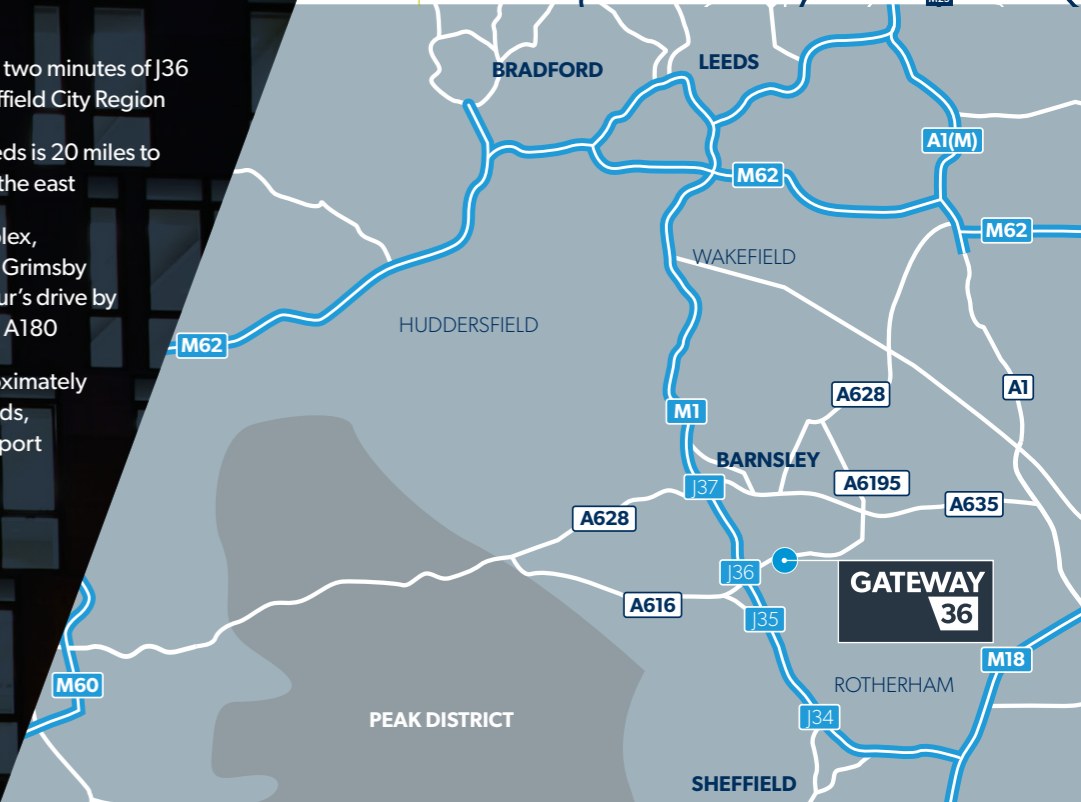 two minutes of J36
ffield City Region
eds is 20 miles to
the east
lex,
Grimsby
ur's drive by
A180
ximately
ds,
port
BRADFORD
LEEDS
A1(M)
M62
M62
WAKEFIELD
HUDDERSFIELD
M62
A628
A1
M1
BARNSLEY
J37
A6195
A635
A628
J36
GATEWAY
36
A616
J35
M18
M60
ROTHERHAM
J34
PEAK DISTRICT
SHEFFIELD